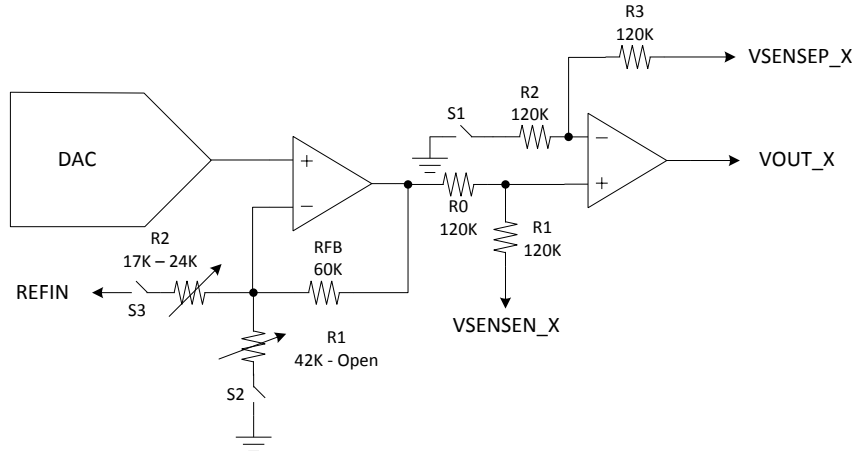 R3
120K
VSENSEP_X
S1
R2
120K
DAC
+
−
−
+
VOUT_X
R0
120K
R1
120K
R2
17K – 24K
RFB
60K
REFIN
S3
VSENSEN_X
R1
42K - Open
S2